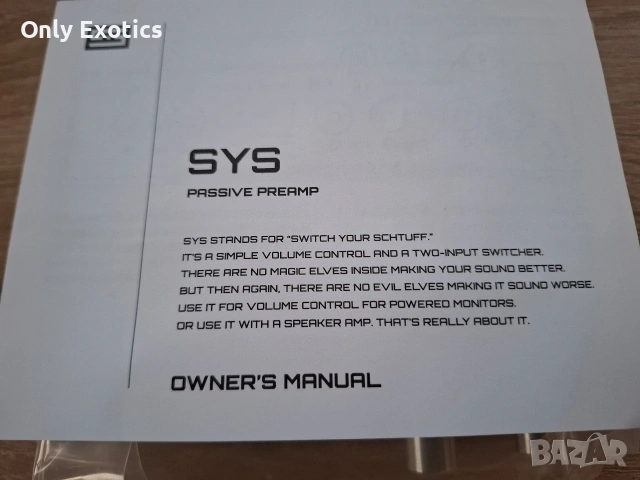 Only Exotics
SYS
PASSIVE PREAMP
SYS STANDS FOR "SWITCH YOUR SCHTUFF."
IT'S A SIMPLE VOLUME CONTROL AND A TWO-INPUT SWITCHER.
THERE ARE NO MAGIC ELVES INSIDE MAKING YOUR SOUND BETTER.
BUT THEN AGAIN, THERE ARE NO EVIL ELVES MAKING IT SOUND WORSE.
USE IT FOR VOLUME CONTROL FOR POWERED MONITORS.
OR USE IT WITH A SPEAKER AMP. THAT'S REALLY ABOUT IT.
OWNER'S MANUAL
BAZAR